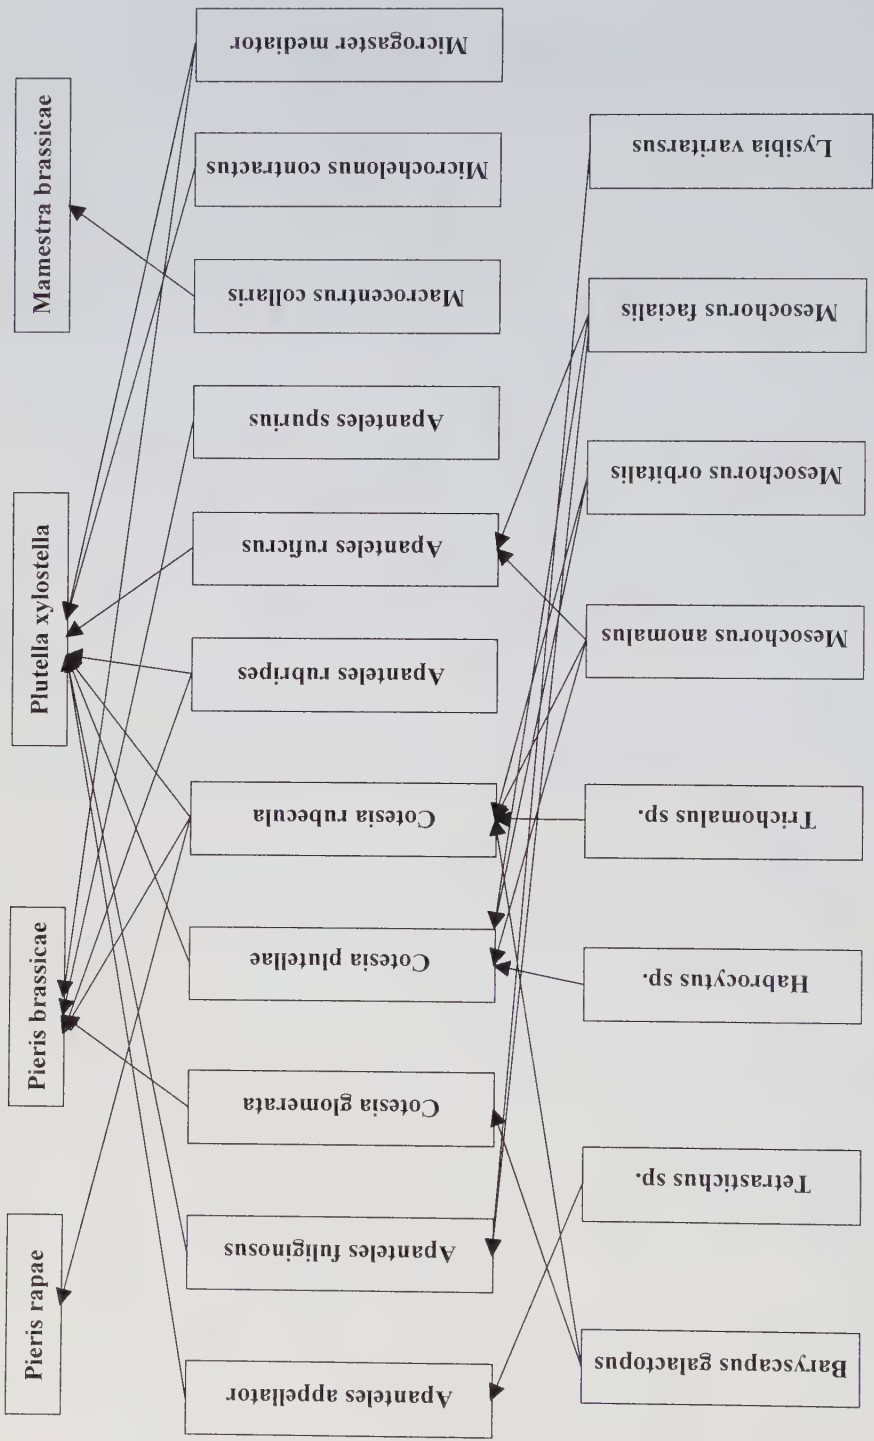 Pieris rapae
Pieris brassicae
Plutella xylostella
Mamestra brassicae
Apanteles appellator
Apanteles fuliginosus
Cotesia glomerata
Cotesia plutellae
Cotesia rubecula
Apanteles rubripes
Apanteles ruficrus
Apanteles spurius
Macrocentrus collaris
Microchelonus contractus
Microgaster mediator
Baryscapus galactopus
Tetrastichus sp.
Habrocytus sp.
Trichomalus sp.
Mesochorus anomalus
Mesochorus orbitalis
Mesochorus facialis
Lysibia varitarsus